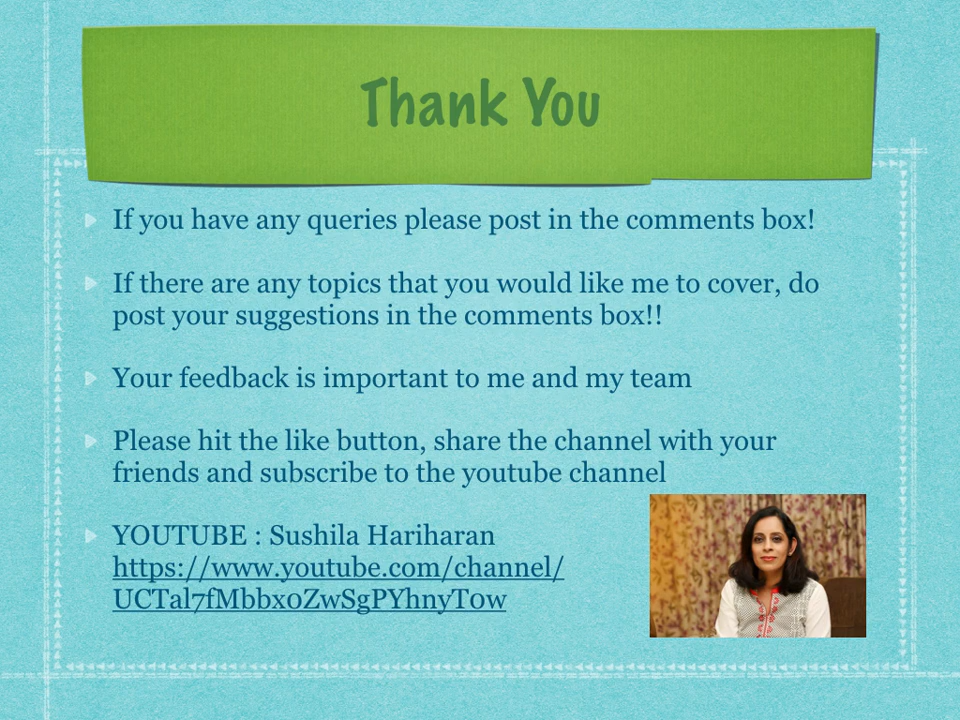 Thank You
If you have any queries please post in the comments box!
If there are any topics that you would like me to cover, do
post your suggestions in the comments box!!
Your feedback is important to me and my team
Please hit the like button, share the channel with your
friends and subscribe to the youtube channel
YOUTUBE : Sushila Hariharan
https://www.youtube.com/channel/
UCTal7fMbbx0ZwSgPYhnyT0w